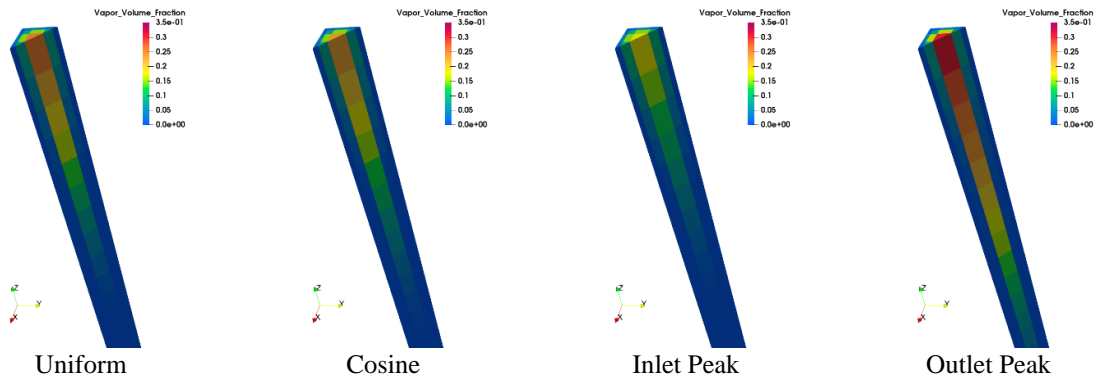 Vapor_Volume_Fraction
3.5e-01
0.3
0.25
0.2
0.15
0.1
0.05
0.0e+00
Z
Y
X
Uniform
Vapor_Volume_Fraction
3.5e-01
0.3
0.25
0.2
0.15
0.1
0.05
0.0e+00
Z
Y
X
Cosine
Vapor_Volume_Fraction
3.5e-01
0.3
0.25
0.2
0.15
0.1
0.05
0.0e+00
Z
Y
X
Inlet Peak
Vapor_Volume_Fraction
3.5e-01
0.3
0.25
0.2
0.15
0.1
0.05
0.0e+00
Z
Y
X
Outlet Peak